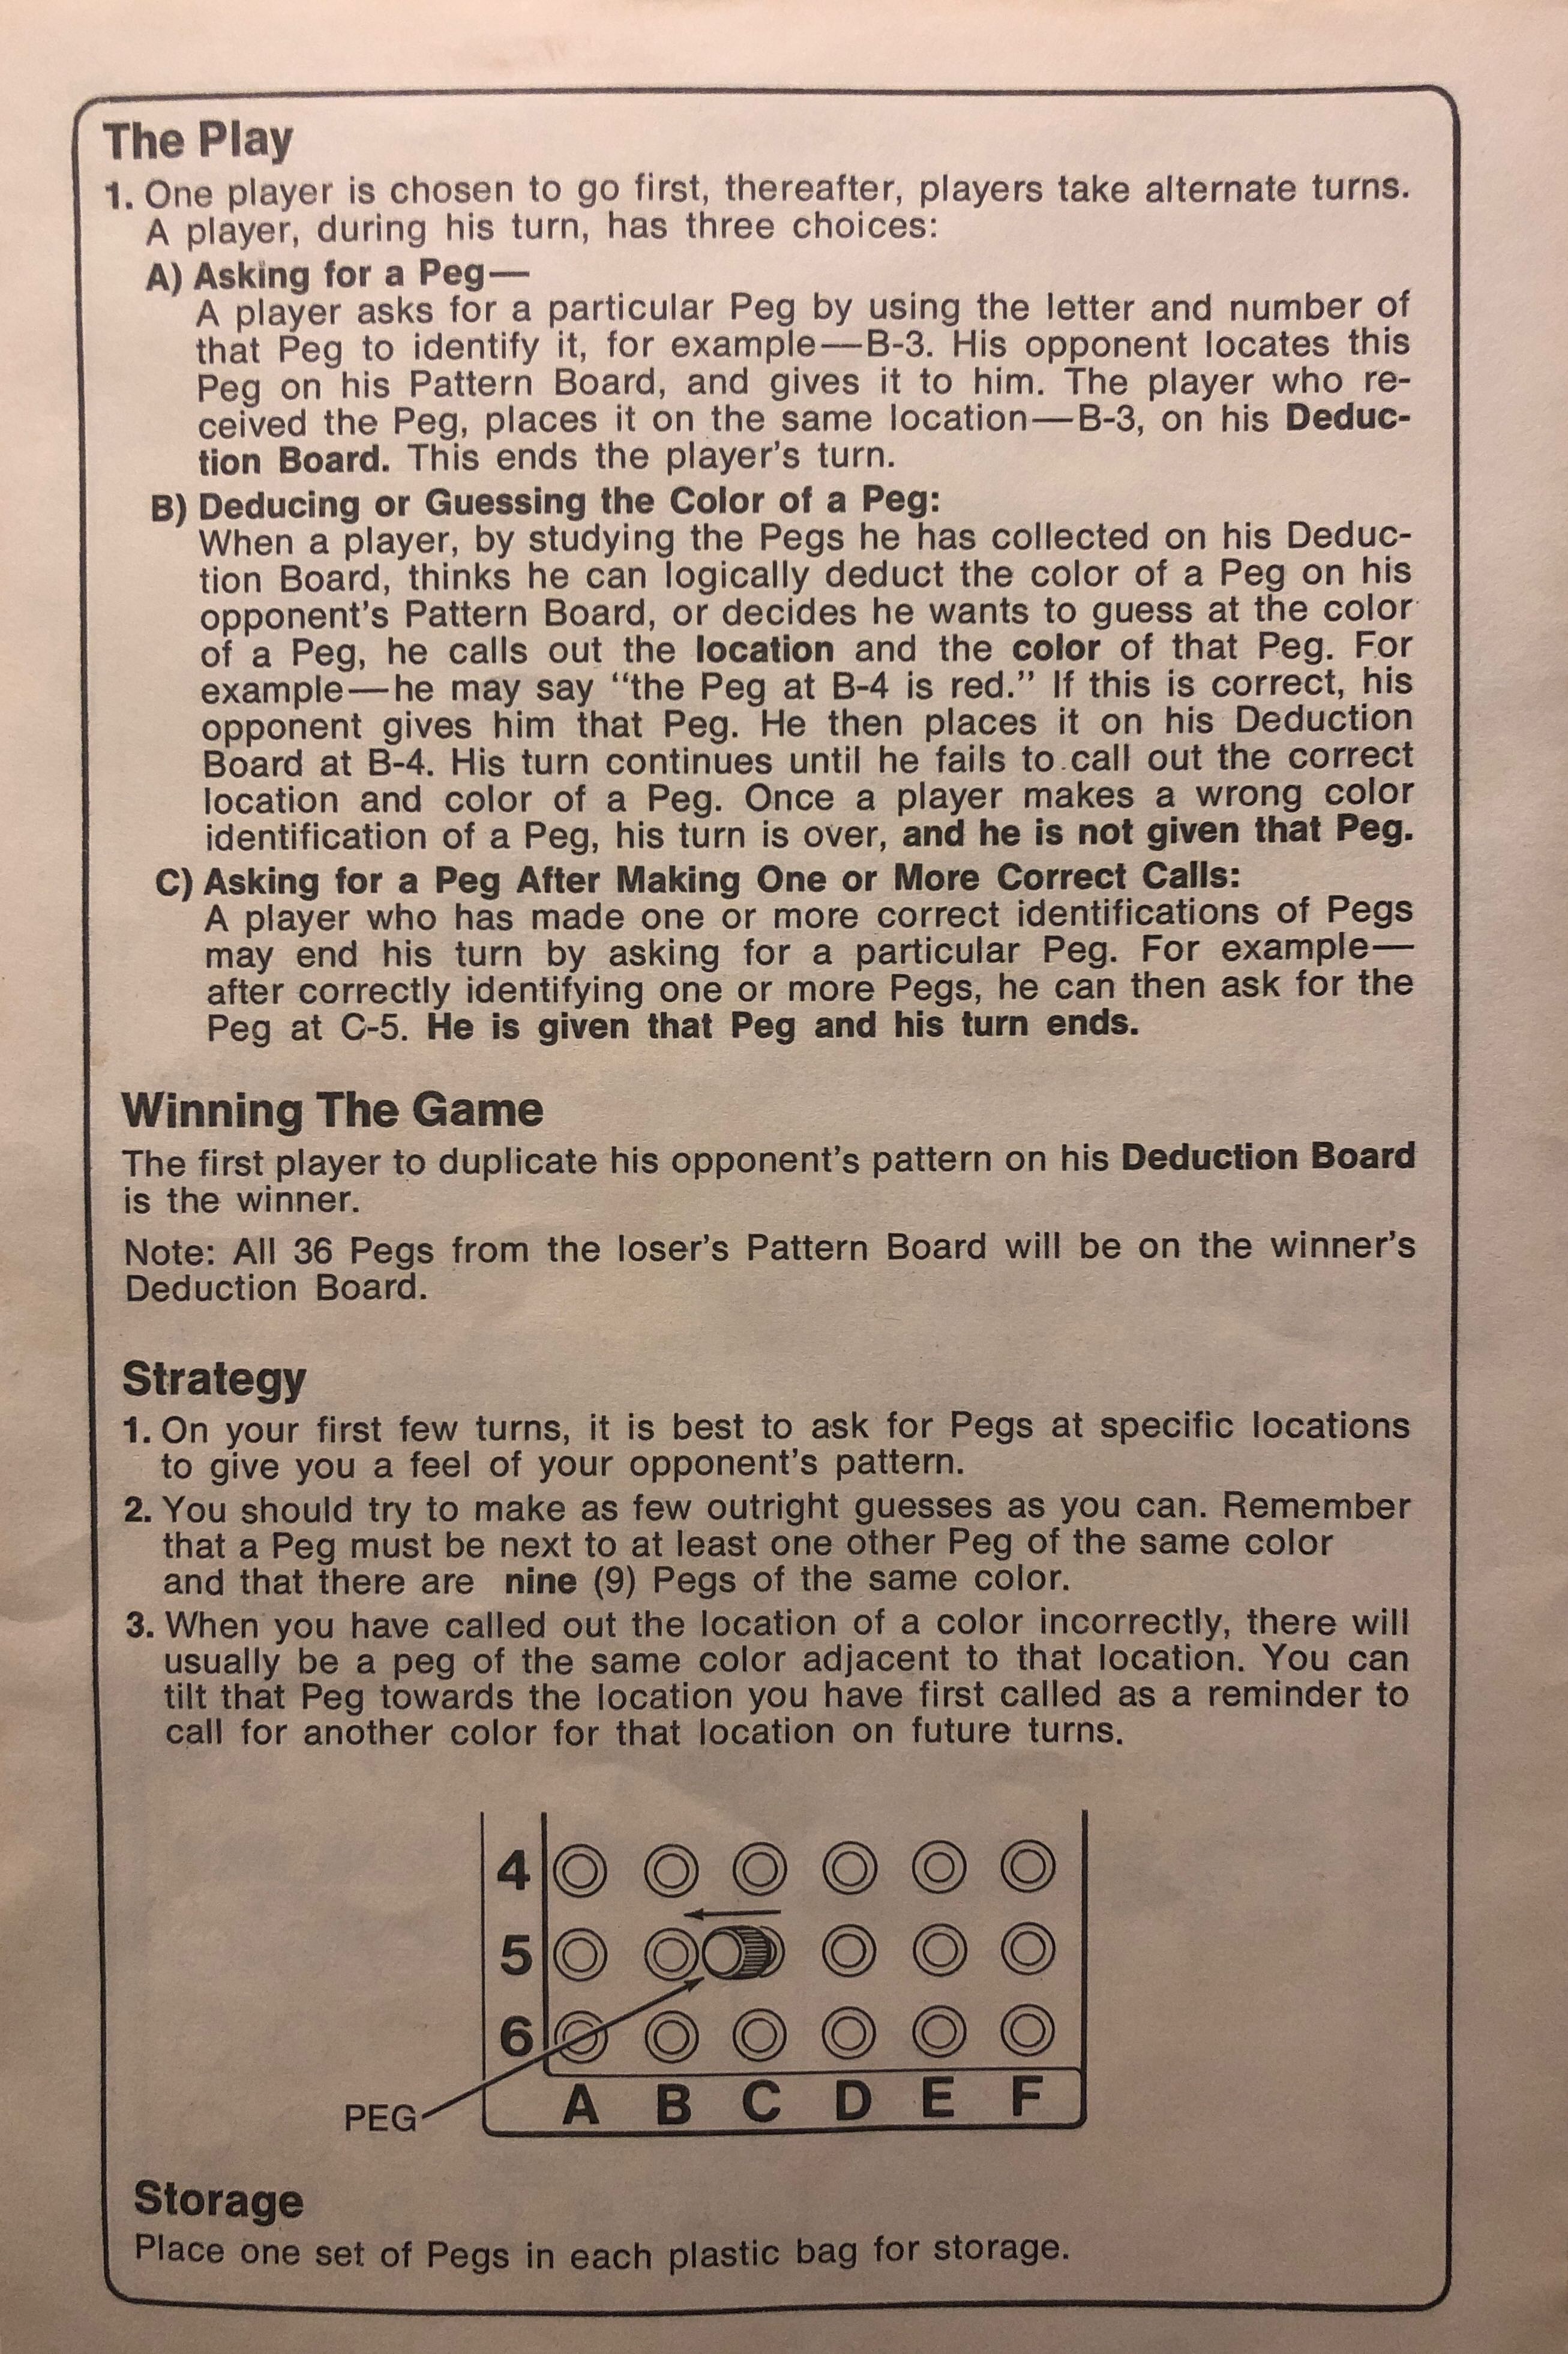 The Play
1. One player is chosen to go first, thereafter, players take alternate turns.
A player, during his turn, has three choices:
A) Asking for a Peg—
A player asks for a particular Peg by using the letter and number of
that Peg to identify it, for example—B-3. His opponent locates this
Peg on his Pattern Board, and gives it to him. The player who re-
ceived the Peg, places it on the same location—B-3, on his Deduc-
tion Board. This ends the player's turn.
B) Deducing or Guessing the Color of a Peg:
When a player, by studying the Pegs he has collected on his Deduc-
tion Board, thinks he can logically deduct the color of a Peg on his
opponent's Pattern Board, or decides he wants to guess at the color
of a Peg, he calls out the location and the color of that Peg. For
example—he may say “the Peg at B-4 is red.” If this is correct, his
opponent gives him that Peg. He then places it on his Deduction
Board at B-4. His turn continues until he fails to call out the correct
location and color of a Peg. Once a player makes a wrong color
identification of a Peg, his turn is over, and he is not given that Peg.
C) Asking for a Peg After Making One or More Correct Calls:
A player who has made one or more correct identifications of Pegs
may end his turn by asking for a particular Peg. For example—
after correctly identifying one or more Pegs, he can then ask for the
Peg at C-5. He is given that Peg and his turn ends.
Winning The Game
The first player to duplicate his opponent's pattern on his Deduction Board
is the winner.
Note: All 36 Pegs from the loser's Pattern Board will be on the winner's
Deduction Board.
Strategy
1. On your first few turns, it is best to ask for Pegs at specific locations
to give you a feel of your opponent's pattern.
2. You should try to make as few outright guesses as you can. Remember
that a Peg must be next to at least one other Peg of the same color
and that there are nine (9) Pegs of the same color.
3. When you have called out the location of a color incorrectly, there will
usually be a peg of the same color adjacent to that location. You can
tilt that Peg towards the location you have first called as a reminder to
call for another color for that location on future turns.
4
5
6
A B C D E F
PEG
Storage
Place one set of Pegs in each plastic bag for storage.